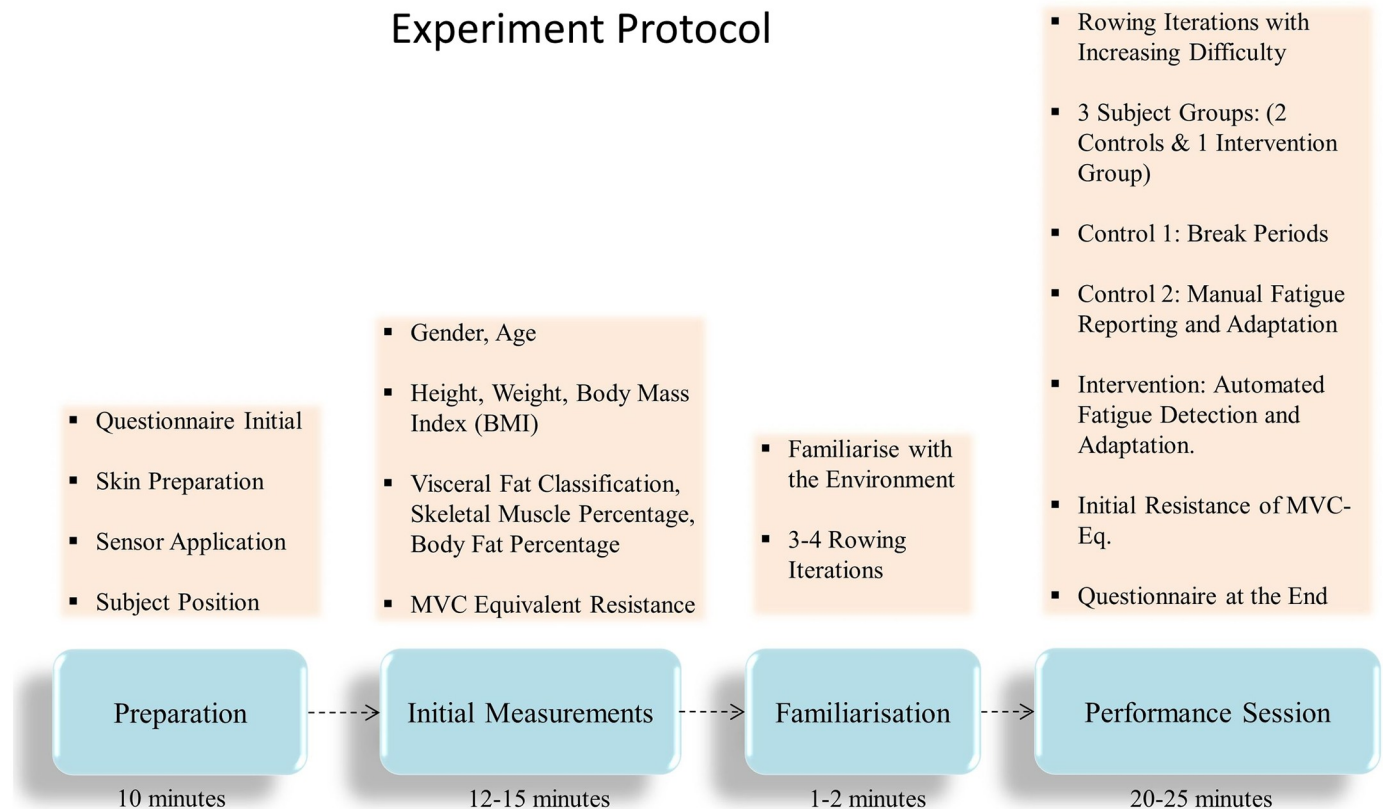 Experiment Protocol
▪ Questionnaire Initial
▪ Skin Preparation
▪ Sensor Application
▪ Subject Position
Preparation
10 minutes
▪ Gender, Age
▪ Height, Weight, Body Mass
Index (BMI)
▪ Visceral Fat Classification,
Skeletal Muscle Percentage,
Body Fat Percentage
▪ MVC Equivalent Resistance
Initial Measurements
12-15 minutes
▪ Familiarise with
the Environment
▪ 3-4 Rowing
Iterations
Familiarisation
1-2 minutes
▪ Rowing Iterations with
Increasing Difficulty
▪ 3 Subject Groups: (2
Controls & 1 Intervention
Group)
▪ Control 1: Break Periods
▪ Control 2: Manual Fatigue
Reporting and Adaptation
▪ Intervention: Automated
Fatigue Detection and
Adaptation.
▪ Initial Resistance of MVC-
Eq.
▪ Questionnaire at the End
Performance Session
20-25 minutes